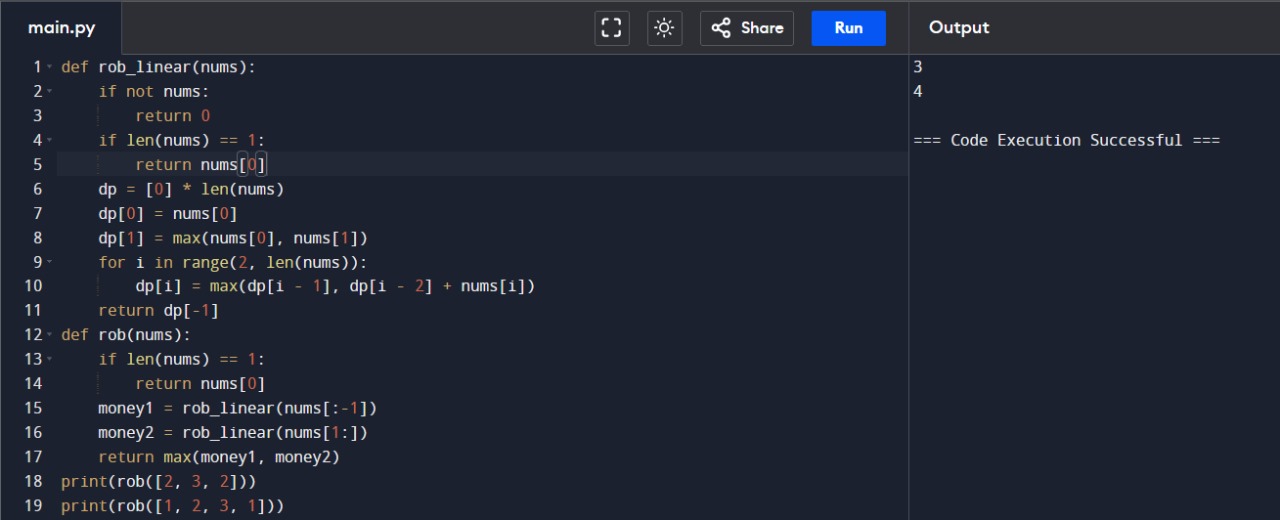 main.py
Share
Run
Output
1 def rob_linear(nums):
2     if not nums:
3         return 0
4     if len(nums) == 1:
5         return nums[0]
6     dp = [0] * len(nums)
7     dp[0] = nums[0]
8     dp[1] = max(nums[0], nums[1])
9     for i in range(2, len(nums)):
10         dp[i] = max(dp[i - 1], dp[i - 2] + nums[i])
11     return dp[-1]
12 def rob(nums):
13     if len(nums) == 1:
14         return nums[0]
15     money1 = rob_linear(nums[:-1])
16     money2 = rob_linear(nums[1:])
17     return max(money1, money2)
18 print(rob([2, 3, 2]))
19 print(rob([1, 2, 3, 1]))
3
4
=== Code Execution Successful ===